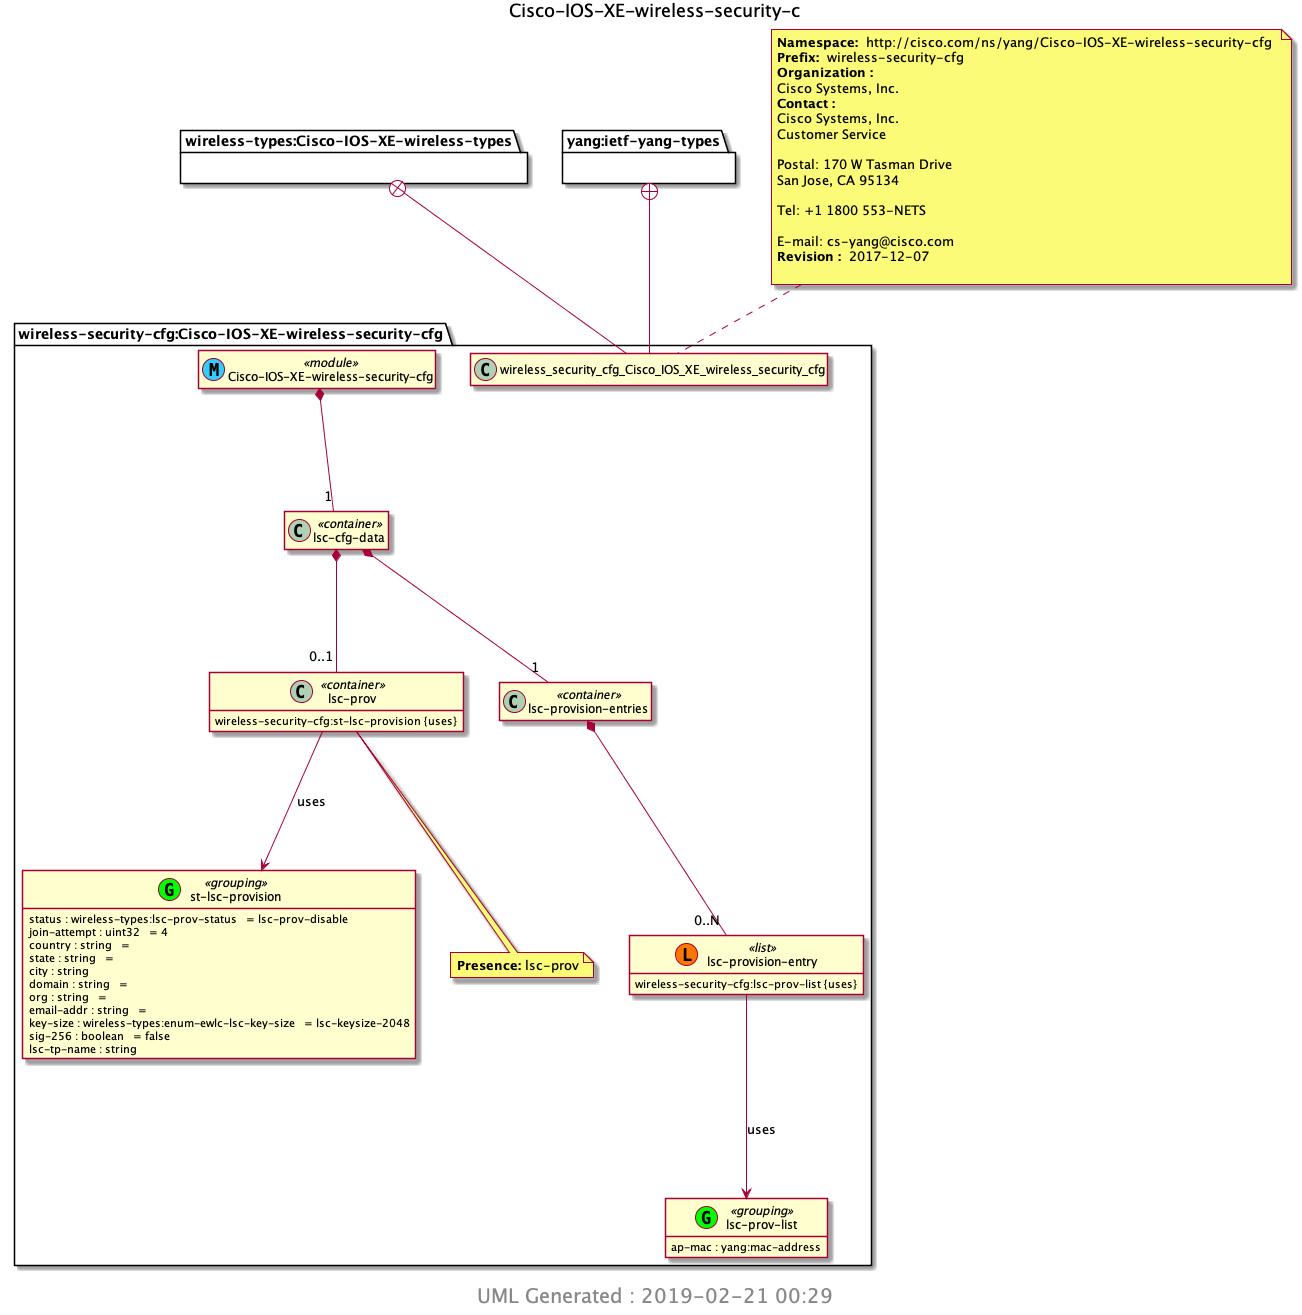 Cisco-IOS-XE-wireless-security-c
Namespace: http://cisco.com/ns/yang/Cisco-IOS-XE-wireless-security-cfg
Prefix: wireless-security-cfg
Organization :
Cisco Systems, Inc.
Contact :
Cisco Systems, Inc.
Customer Service
Postal: 170 W Tasman Drive
San Jose, CA 95134
Tel: +1 1800 553-NETS
E-mail: cs-yang@cisco.com
Revision : 2017-12-07
wireless-types:Cisco-IOS-XE-wireless-types
yang:ietf-yang-types
wireless-security-cfg:Cisco-IOS-XE-wireless-security-cfg
M
«module»
Cisco-IOS-XE-wireless-security-cfg
C
wireless_security_cfg_Cisco_IOS_XE_wireless_security_cfg
1
C
«container»
lsc-cfg-data
0..1
1
C
«container»
lsc-prov
wireless-security-cfg:st-lsc-provision {uses}
C
«container»
lsc-provision-entries
uses
G
«grouping»
st-lsc-provision
status : wireless-types:lsc-prov-status = lsc-prov-disable
join-attempt : uint32 = 4
country : string =
state : string =
city : string
domain : string =
org : string =
email-addr : string =
key-size : wireless-types:enum-ewlc-lsc-key-size = lsc-keysize-2048
sig-256 : boolean = false
lsc-tp-name : string
Presence: lsc-prov
0..N
L
«list»
lsc-provision-entry
wireless-security-cfg:lsc-prov-list {uses}
uses
G
«grouping»
lsc-prov-list
ap-mac : yang:mac-address
UML Generated : 2019-02-21 00:29